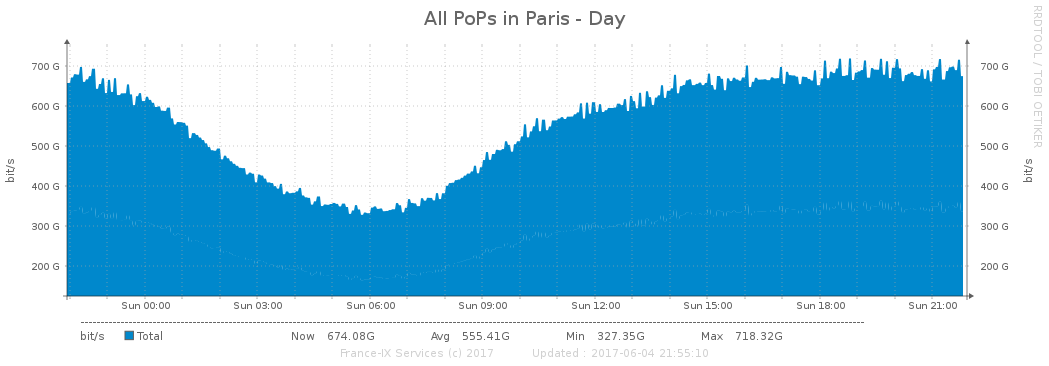 All PoPs in Paris - Day
RRDTOOL / TOBI OETIKER
bit/s
700 G
600 G
500 G
400 G
300 G
200 G
700 G
600 G
500 G
400 G
300 G
200 G
bit/s
Sun 00:00 Sun 03:00 Sun 06:00 Sun 09:00 Sun 12:00 Sun 15:00 Sun 18:00 Sun 21:00
bit/s Total Now 674.08G Avg 555.41G Min 327.35G Max 718.32G
France-IX Services (c) 2017 Updated : 2017-06-04 21:55:10